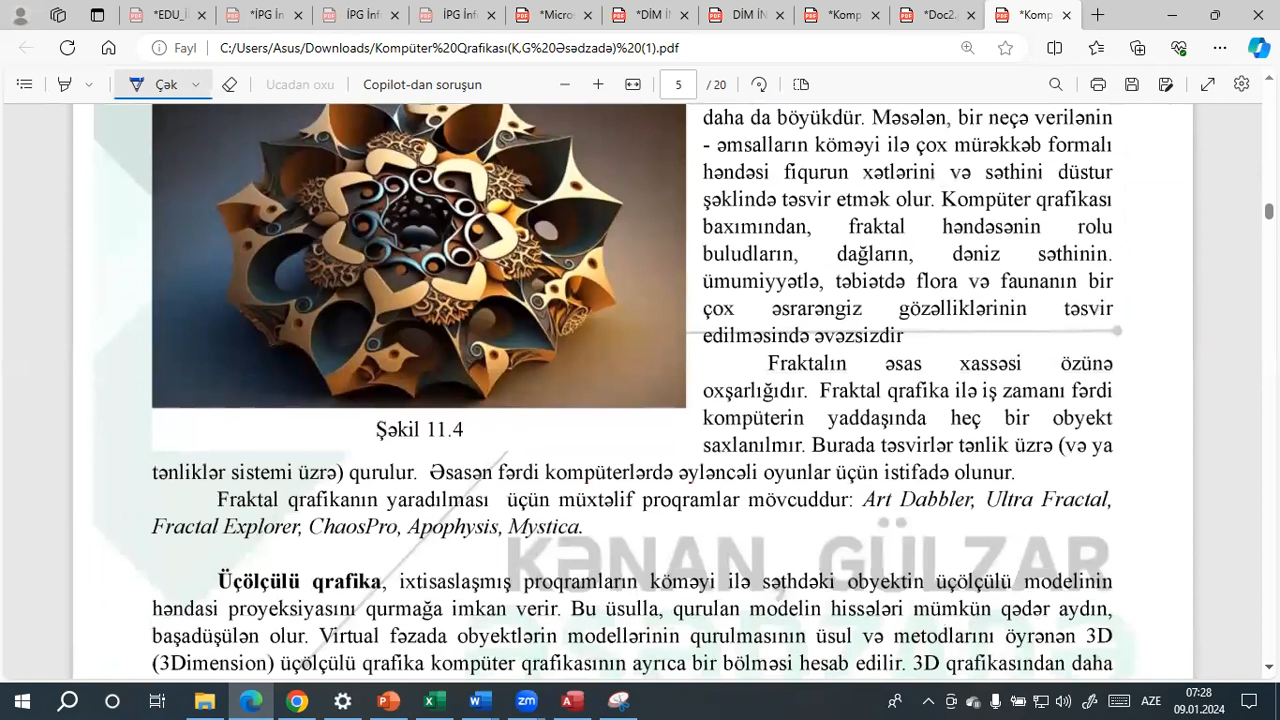 *EDU_İ
*İPG İn
İPG İnf
İPG İnf
*Micros
*DİM İN
DİM İN
*Komp
*Doc2.
*Komp
Fayl
C:/Users/Asus/Downloads/Kompüter%20Qrafikası(K,G%20Əsədzadə)%20(1).pdf
Çək
Ucadan oxu
Copilot-dan soruşun
5 / 20
daha da böyükdür. Məsələn, bir neçə verilənin
- əmsalların köməyi ilə çox mürəkkəb formalı
həndəsi fiqurun xətlərini və səthini düstur
şəklində təsvir etmək olur. Kompüter qrafikası
baxımından, fraktal həndəsənin rolu
buludların, dağların, dəniz səthinin.
ümumiyyətlə, təbiətdə flora və faunanın bir
çox əsrarəngiz gözəlliklərinin təsvir
edilməsində əvəzsizdir
Fraktalın əsas xassəsi özünə
oxşarlığıdır. Fraktal qrafika ilə iş zamanı fərdi
kompüterin yaddaşında heç bir obyekt
saxlanılmır. Burada təsvirlər tənlik üzrə (və ya
Şəkil 11.4
tənliklər sistemi üzrə) qurulur. Əsasən fərdi kompüterlərdə əyləncəli oyunlar üçün istifadə olunur.
Fraktal qrafikanın yaradılması üçün müxtəlif proqramlar mövcuddur: Art Dabbler, Ultra Fractal,
Fractal Explorer, ChaosPro, Apophysis, Mystica.
KƏNAN, GÜLZAR
Üçölçülü qrafika, ixtisaslaşmış proqramların köməyi ilə səthdəki obyektin üçölçülü modelinin
həndəsi proyeksiyasını qurmağa imkan verir. Bu üsulla, qurulan modelin hissələri mümkün qədər aydın,
başadüşülən olur. Virtual fəzada obyektlərin modellərinin qurulmasının üsul və metodlarını öyrənən 3D
(3Dimension) üçölçülü qrafika kompüter qrafikasının ayrıca bir bölməsi hesab edilir. 3D qrafikasından daha
AZE
07:28
09.01.2024